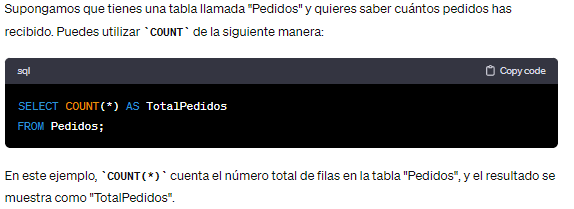 Supongamos que tienes una tabla llamada "Pedidos" y quieres saber cuántos pedidos has
recibido. Puedes utilizar `COUNT` de la siguiente manera:
sql Copy code
SELECT COUNT(*) AS TotalPedidos
FROM Pedidos;
En este ejemplo, `COUNT(*)` cuenta el número total de filas en la tabla "Pedidos", y el resultado se
muestra como "TotalPedidos".